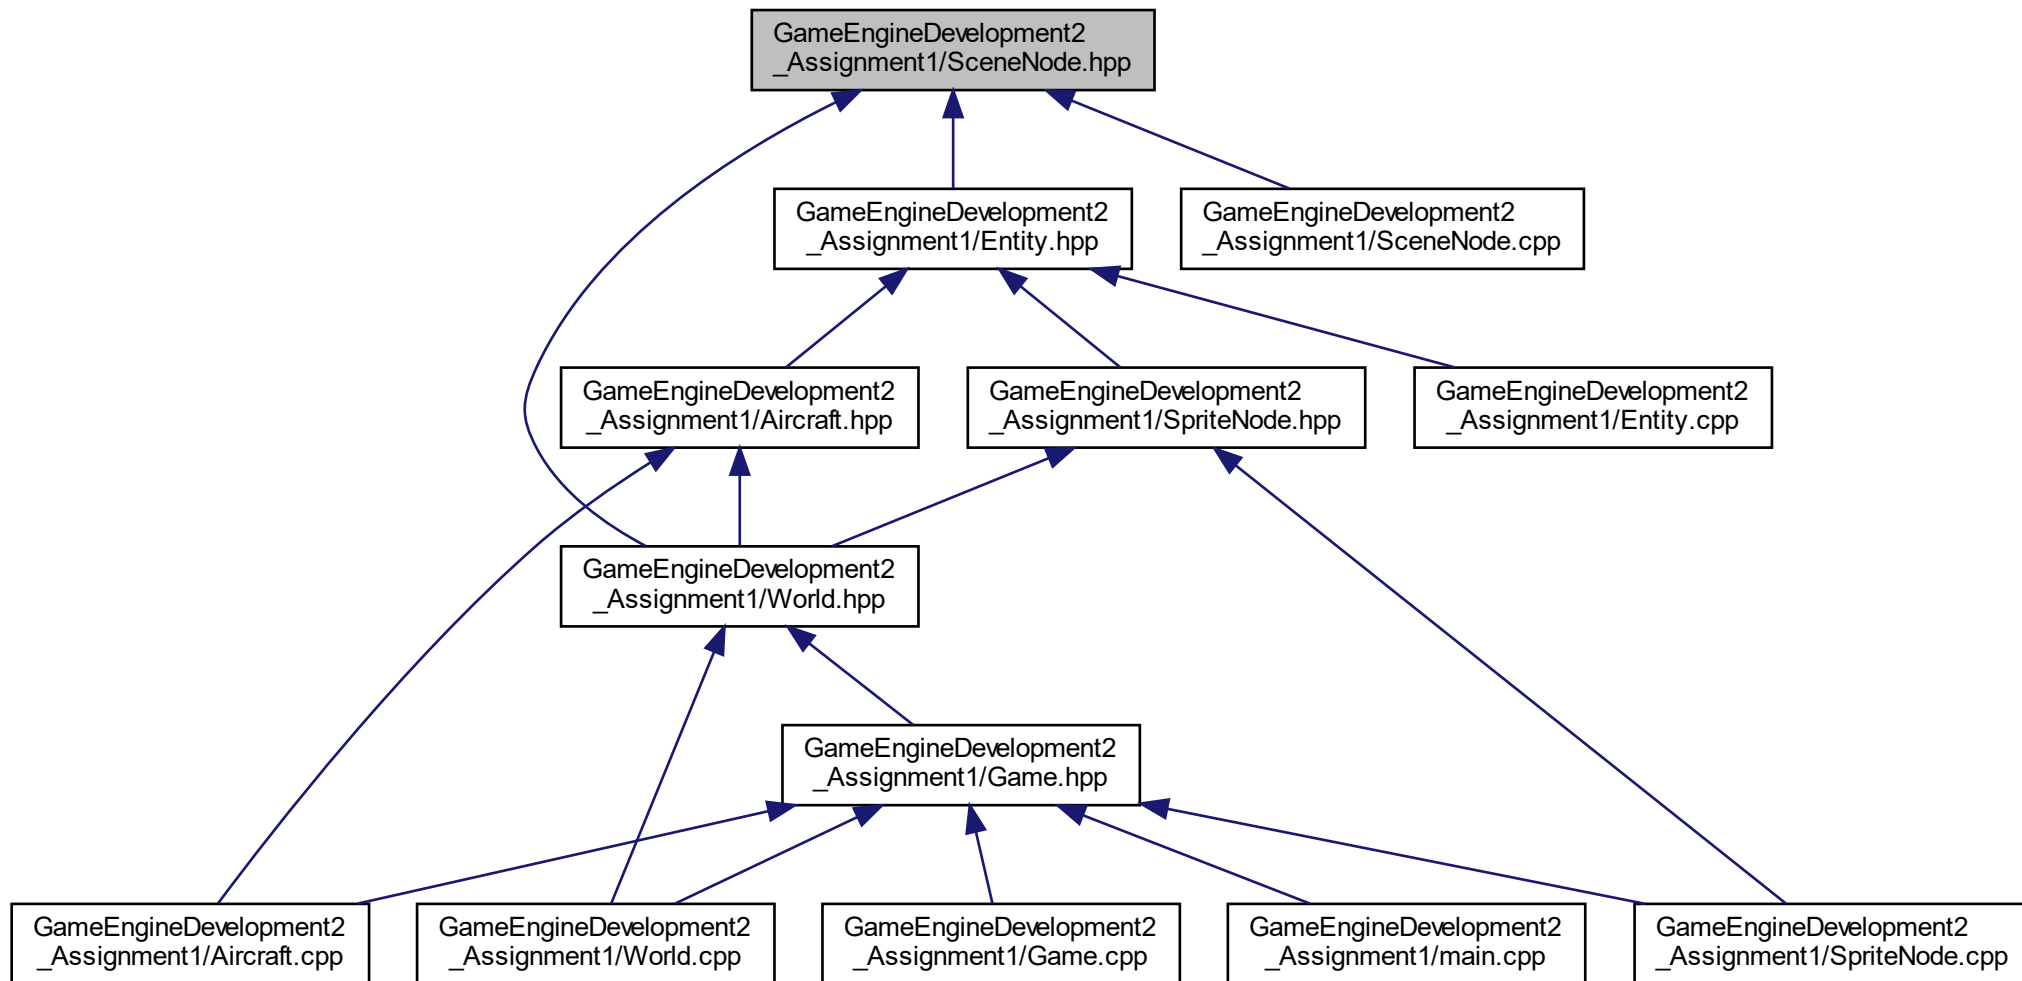 GameEngineDevelopment2
_Assignment1/SceneNode.hpp
GameEngineDevelopment2
_Assignment1/Entity.hpp
GameEngineDevelopment2
_Assignment1/SceneNode.cpp
GameEngineDevelopment2
_Assignment1/Aircraft.hpp
GameEngineDevelopment2
_Assignment1/SpriteNode.hpp
GameEngineDevelopment2
_Assignment1/Entity.cpp
GameEngineDevelopment2
_Assignment1/World.hpp
GameEngineDevelopment2
_Assignment1/Game.hpp
GameEngineDevelopment2
_Assignment1/Aircraft.cpp
GameEngineDevelopment2
_Assignment1/World.cpp
GameEngineDevelopment2
_Assignment1/Game.cpp
GameEngineDevelopment2
_Assignment1/main.cpp
GameEngineDevelopment2
_Assignment1/SpriteNode.cpp